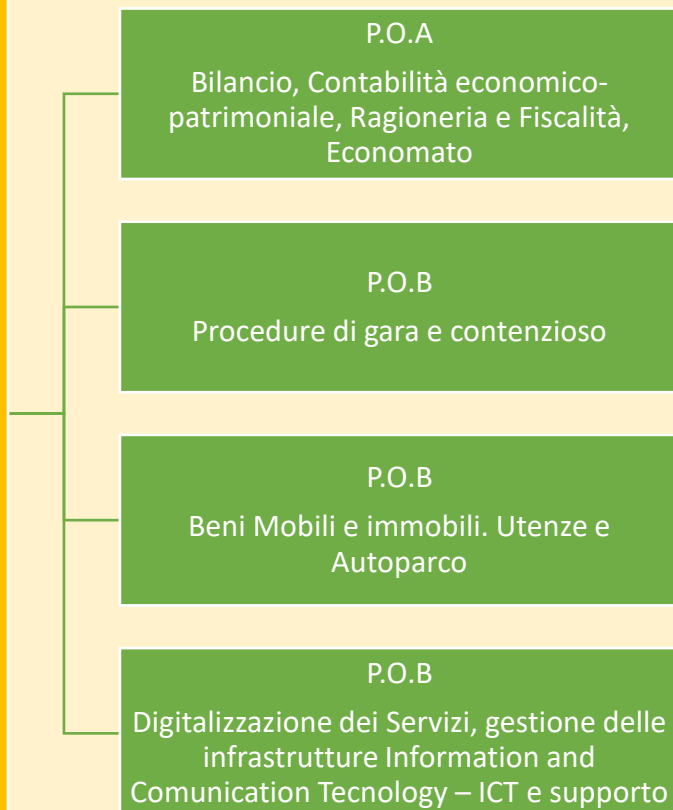 P.O.A
Bilancio, Contabilità economico-
patrimoniale, Ragioneria e Fiscalità,
Economato
P.O.B
Procedure di gara e contenzioso
P.O.B
Beni Mobili e immobili. Utenze e
Autoparco
P.O.B
Digitalizzazione dei Servizi, gestione delle
infrastrutture Information and
Comunication Tecnology – ICT e supporto